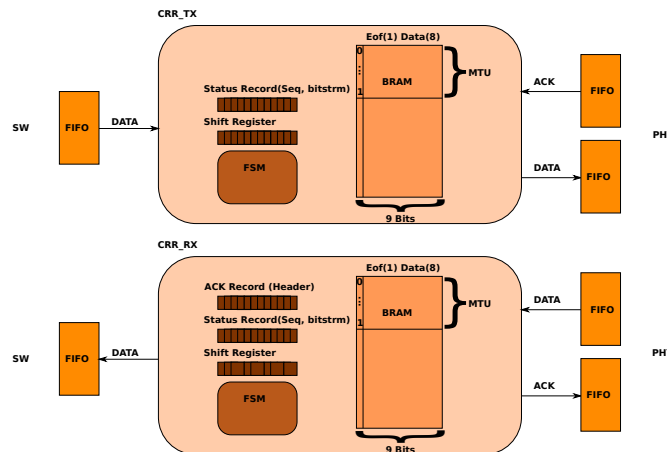 CRR_TX
Eof(1) Data(8)
0
⋮
1
BRAM
MTU
Status Record(Seq, bitstrm)
Shift Register
FSM
9 Bits
SW
FIFO
DATA
ACK
FIFO
DATA
FIFO
PH
CRR_RX
Eof(1) Data(8)
0
⋮
1
BRAM
MTU
ACK Record (Header)
Status Record(Seq, bitstrm)
Shift Register
FSM
9 Bits
SW
FIFO
DATA
DATA
FIFO
ACK
FIFO
PH